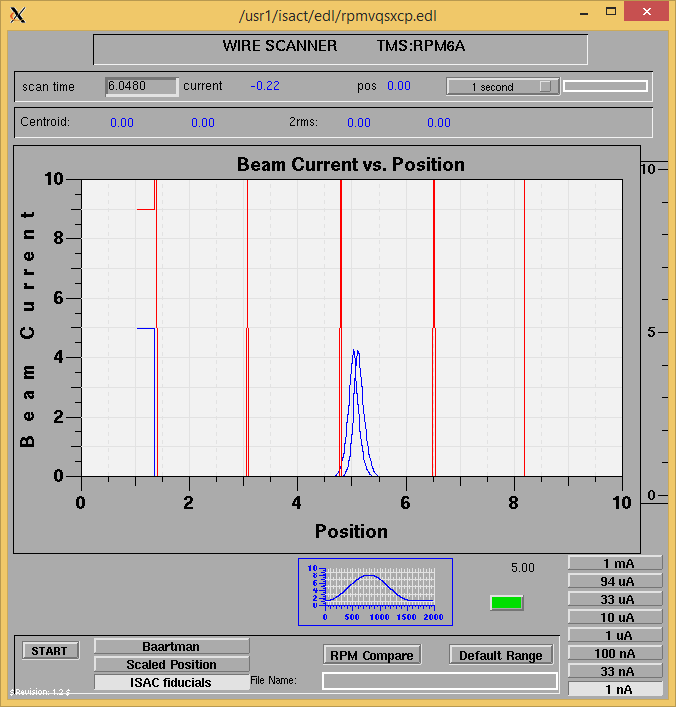 /usr1/isact/edl/rpmvqsxcp.edl
WIRE SCANNER TMS:RPM6A
scan time 6.0480 current -0.22 pos 0.00 1 second
Centroid: 0.00 0.00 2rms: 0.00 0.00
Beam Current vs. Position
10
8
6
4
2
0
Beam Current
0 2 4 6 8 10
Position
10
5
0
10
8
6
4
2
0
0 500 1000 1500 2000
5.00
1 mA
94 uA
33 uA
10 uA
1 uA
100 nA
33 nA
1 nA
START
Baartman
Scaled Position
ISAC fiducials
RPM Compare
Default Range
File Name:
$Revision: 1.2 $